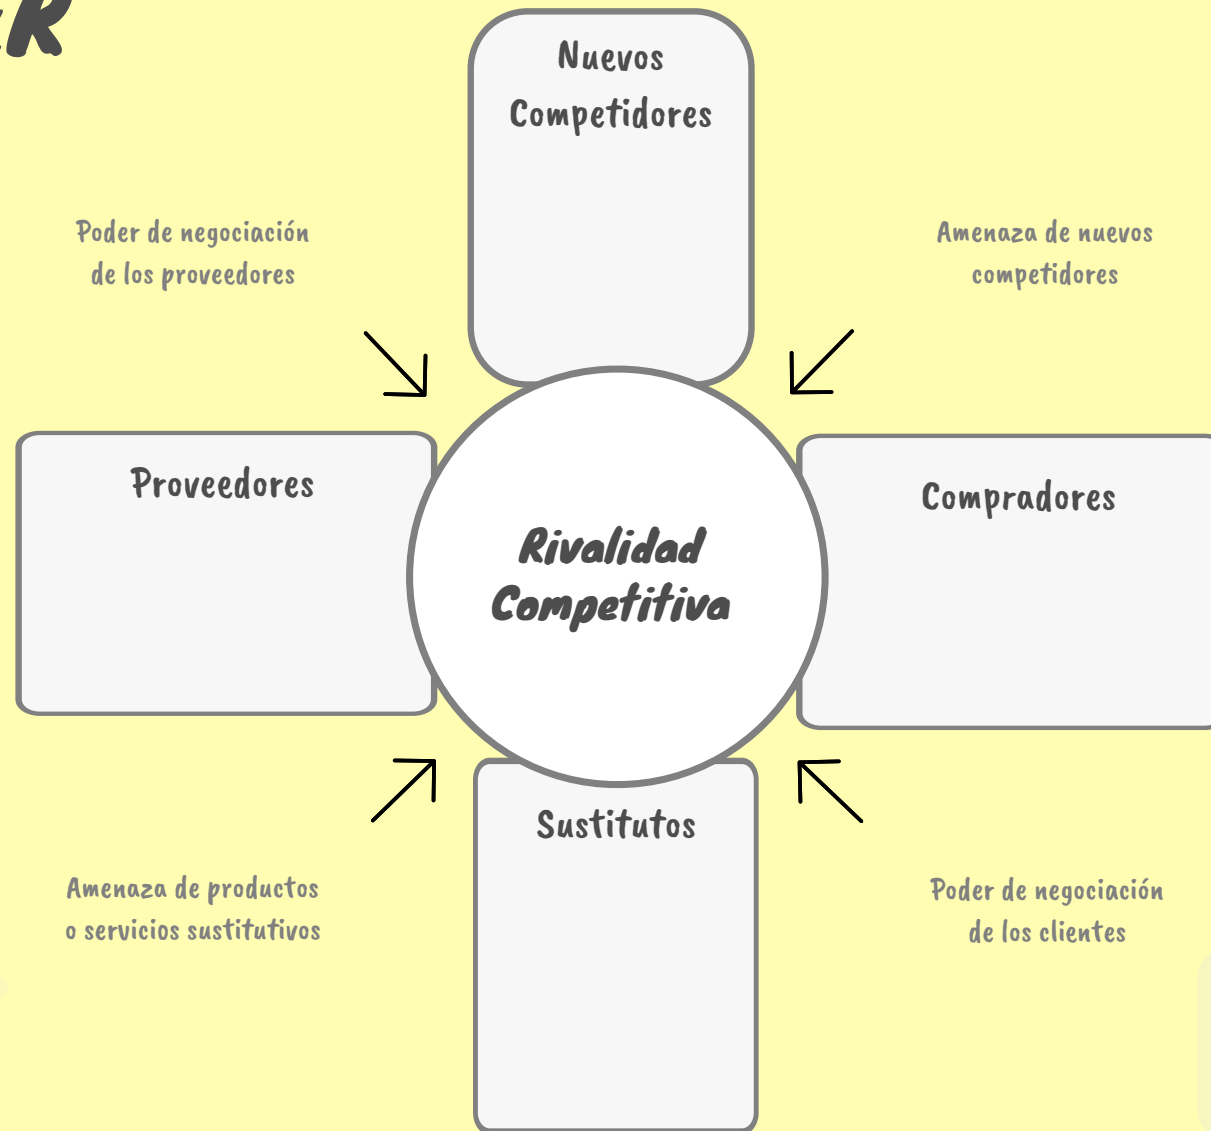 Nuevos
Competidores
Poder de negociación
de los proveedores
Amenaza de nuevos
competidores
Proveedores
Compradores
Rivalidad
Competitiva
Sustitutos
Amenaza de productos
o servicios sustitutivos
Poder de negociación
de los clientes